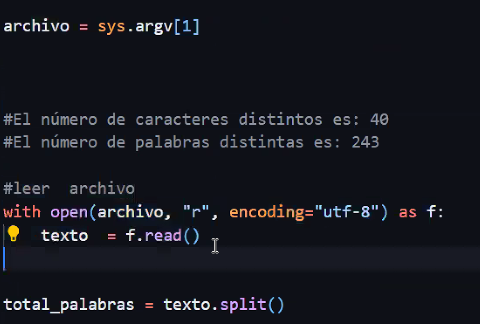 archivo = sys.argv[1]
#El número de caracteres distintos es: 40
#El número de palabras distintas es: 243
#leer  archivo
with open(archivo, "r", encoding="utf-8") as f:
    texto  = f.read()
total_palabras = texto.split()